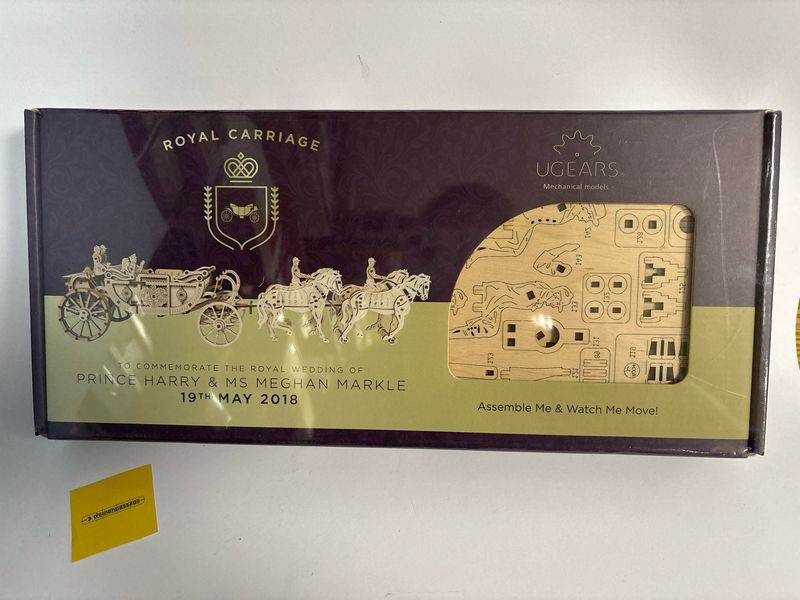 ROYAL CARRIAGE
UGEARS
Mechanical models
TO COMMEMORATE THE ROYAL WEDDING OF
PRINCE HARRY & MS MEGHAN MARKLE
19TH MAY 2018
Assemble Me & Watch Me Move!